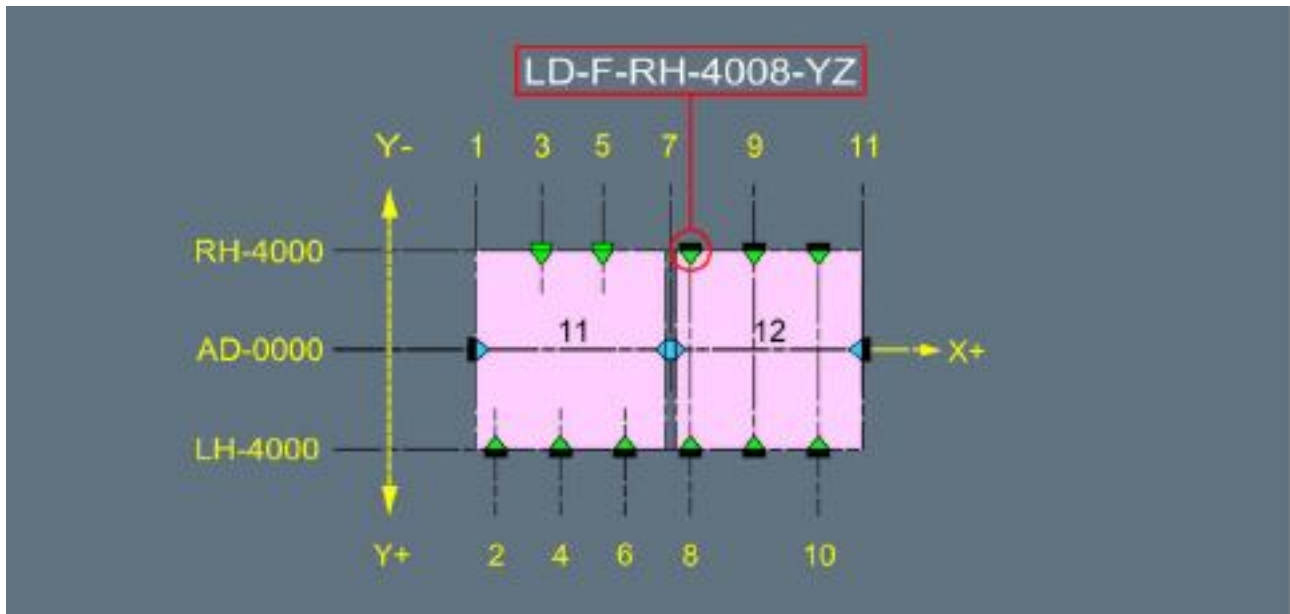 LD-F-RH-4008-YZ
Y- 1 3 5 7 9 11
RH-4000
11 12
AD-0000 X+
LH-4000
Y+ 2 4 6 8 10